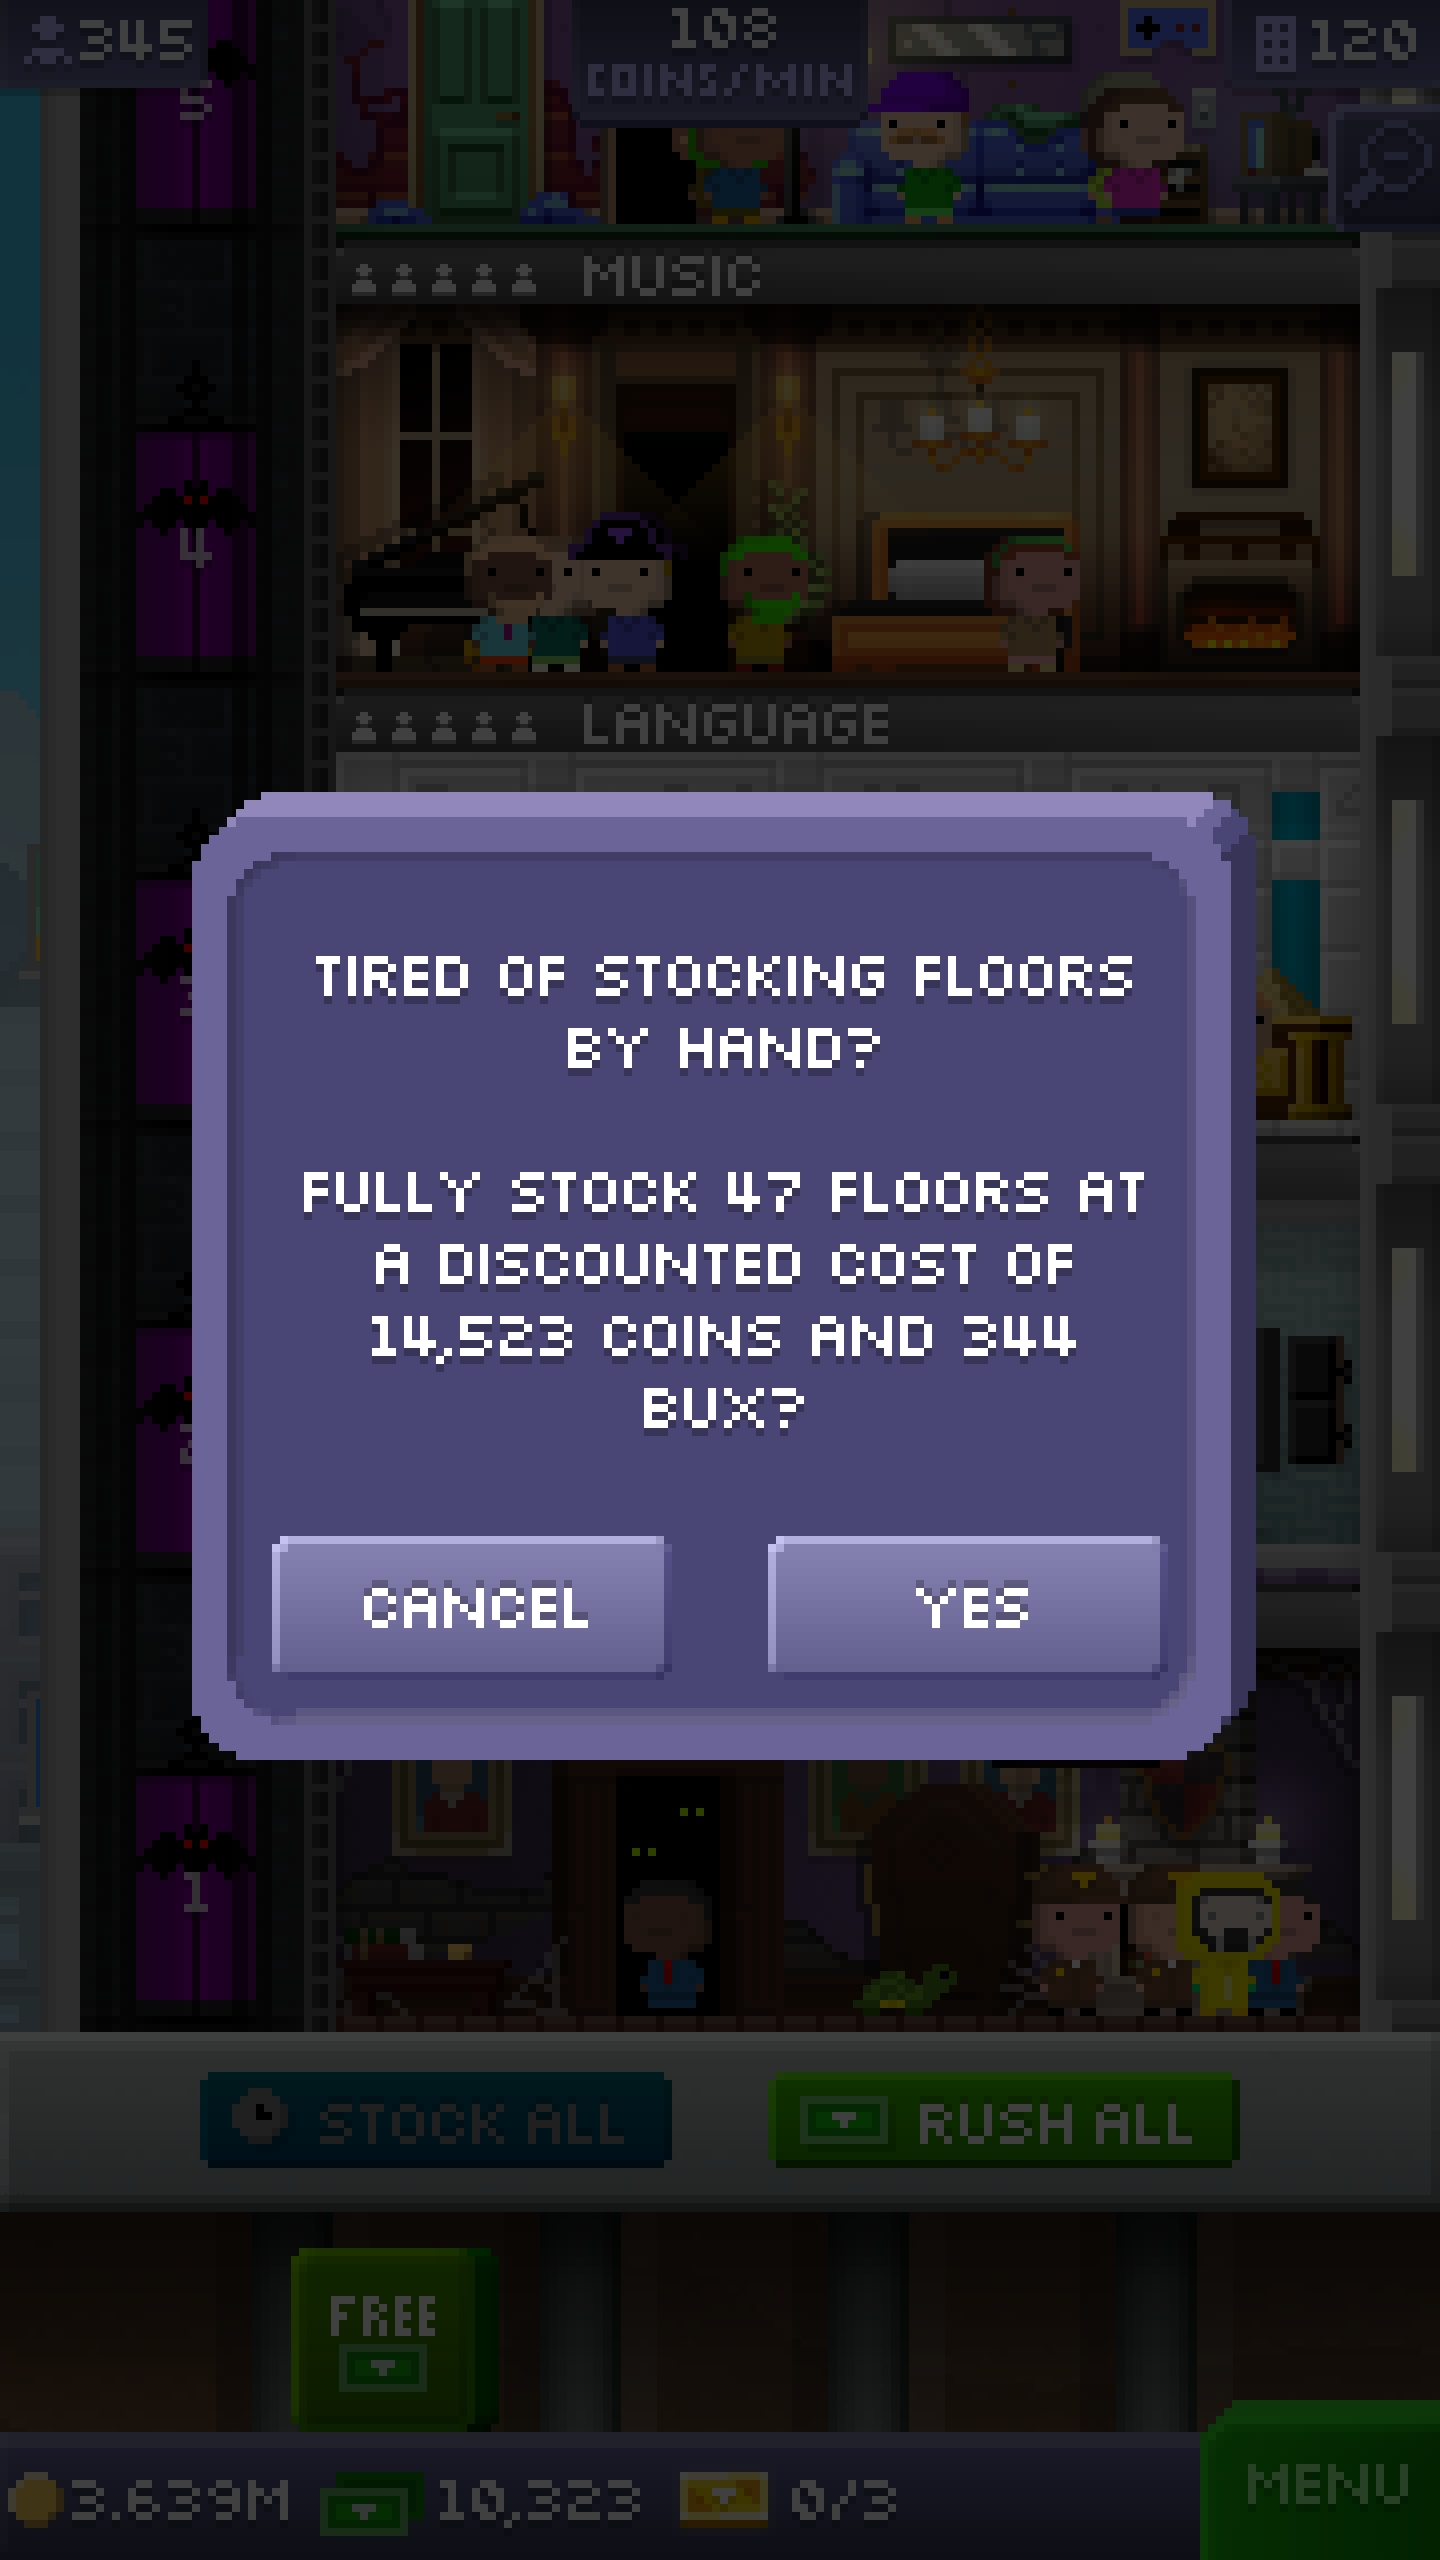 345
108
COINS/MIN
120
5
MUSIC
4
LANGUAGE
TIRED OF STOCKING FLOORS
BY HAND?
FULLY STOCK 47 FLOORS AT
A DISCOUNTED COST OF
14,523 COINS AND 344
BUX?
CANCEL
YES
1
STOCK ALL
RUSH ALL
FREE
3.639M
10,323
0/3
MENU